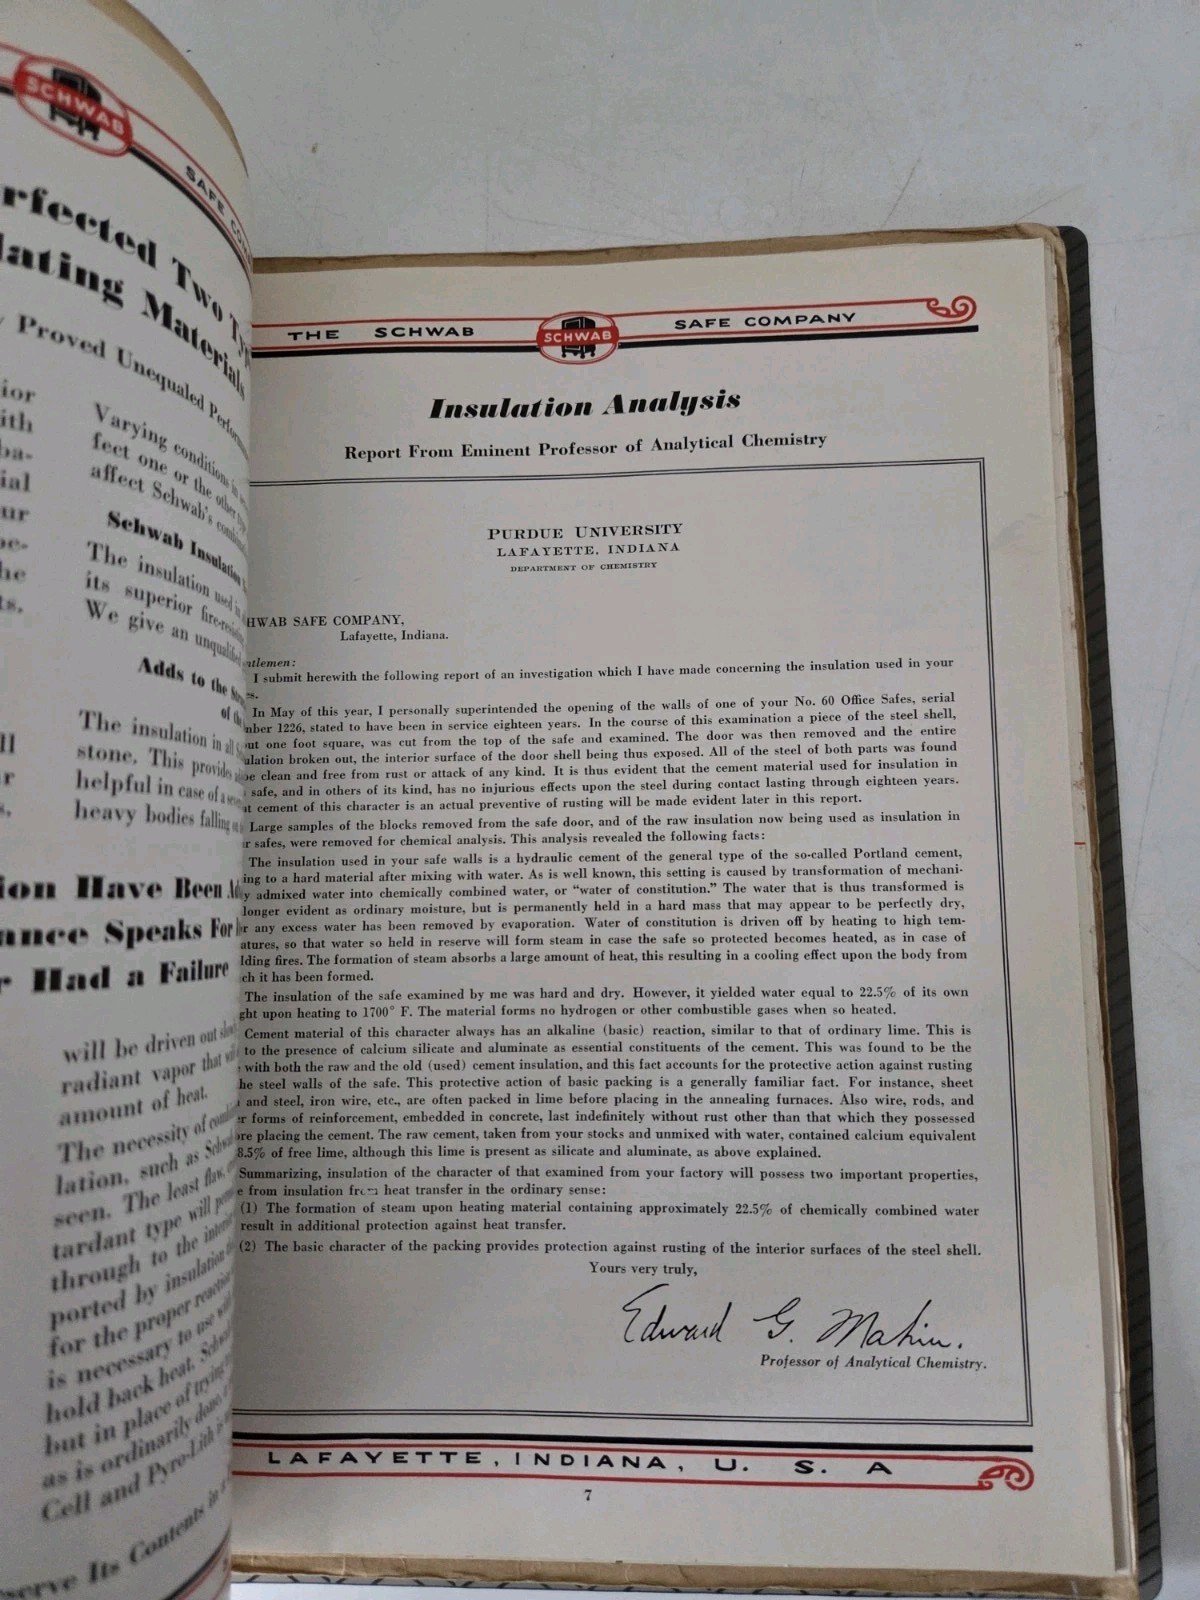 SCHWAB
SAFE CO
rfected Two Ty
lating Materials
Proved Unequaled Perform
ior
ith
ba-
ial
ur
he
ts.
Varying conditions in
fect one or the other
affect Schwab's combined
Schwab Insulation
The insulation used in
its superior fire-resist
We give an unqualified
Adds to the
of th
The insulation in all
stone. This provides
helpful in case of a
heavy bodies falling
ll
r
s.
ion Have Been
ance Speaks For
r Had a Failure
will be driven out
radiant vapor that
amount of heat.
The necessity of
lation, such as
seen. The least flaw,
tardant type will
through to the
ported by insulation
for the proper reaction
is necessary to use
hold back heat.
but in place of trying
as is ordinarily done,
Cell and Pyro-Lith is
serve Its Contents in
THE SCHWAB SCHWAB SAFE COMPANY
Insulation Analysis
Report From Eminent Professor of Analytical Chemistry
PURDUE UNIVERSITY
LAFAYETTE, INDIANA
DEPARTMENT OF CHEMISTRY
HWAB SAFE COMPANY,
Lafayette, Indiana.
ntlemen:
I submit herewith the following report of an investigation which I have made concerning the insulation used in your
es.
In May of this year, I personally superintended the opening of the walls of one of your No. 60 Office Safes, serial
mber 1226, stated to have been in service eighteen years. In the course of this examination a piece of the steel shell,
out one foot square, was cut from the top of the safe and examined. The door was then removed and the entire
ulation broken out, the interior surface of the door shell being thus exposed. All of the steel of both parts was found
be clean and free from rust or attack of any kind. It is thus evident that the cement material used for insulation in
safe, and in others of its kind, has no injurious effects upon the steel during contact lasting through eighteen years.
at cement of this character is an actual preventive of rusting will be made evident later in this report.
Large samples of the blocks removed from the safe door, and of the raw insulation now being used as insulation in
r safes, were removed for chemical analysis. This analysis revealed the following facts:
The insulation used in your safe walls is a hydraulic cement of the general type of the so-called Portland cement,
ing to a hard material after mixing with water. As is well known, this setting is caused by transformation of mechani-
y admixed water into chemically combined water, or "water of constitution." The water that is thus transformed is
longer evident as ordinary moisture, but is permanently held in a hard mass that may appear to be perfectly dry,
er any excess water has been removed by evaporation. Water of constitution is driven off by heating to high tem-
atures, so that water so held in reserve will form steam in case the safe so protected becomes heated, as in case of
lding fires. The formation of steam absorbs a large amount of heat, this resulting in a cooling effect upon the body from
ch it has been formed.
The insulation of the safe examined by me was hard and dry. However, it yielded water equal to 22.5% of its own
ght upon heating to 1700° F. The material forms no hydrogen or other combustible gases when so heated.
Cement material of this character always has an alkaline (basic) reaction, similar to that of ordinary lime. This is
to the presence of calcium silicate and aluminate as essential constituents of the cement. This was found to be the
with both the raw and the old (used) cement insulation, and this fact accounts for the protective action against rusting
he steel walls of the safe. This protective action of basic packing is a generally familiar fact. For instance, sheet
and steel, iron wire, etc., are often packed in lime before placing in the annealing furnaces. Also wire, rods, and
er forms of reinforcement, embedded in concrete, last indefinitely without rust other than that which they possessed
ore placing the cement. The raw cement, taken from your stocks and unmixed with water, contained calcium equivalent
8.5% of free lime, although this lime is present as silicate and aluminate, as above explained.
Summarizing, insulation of the character of that examined from your factory will possess two important properties,
e from insulation from heat transfer in the ordinary sense:
(1) The formation of steam upon heating material containing approximately 22.5% of chemically combined water
result in additional protection against heat transfer.
(2) The basic character of the packing provides protection against rusting of the interior surfaces of the steel shell.
Yours very truly,
Edward G. Mahin.
Professor of Analytical Chemistry.
LAFAYETTE, INDIANA, U. S. A
7